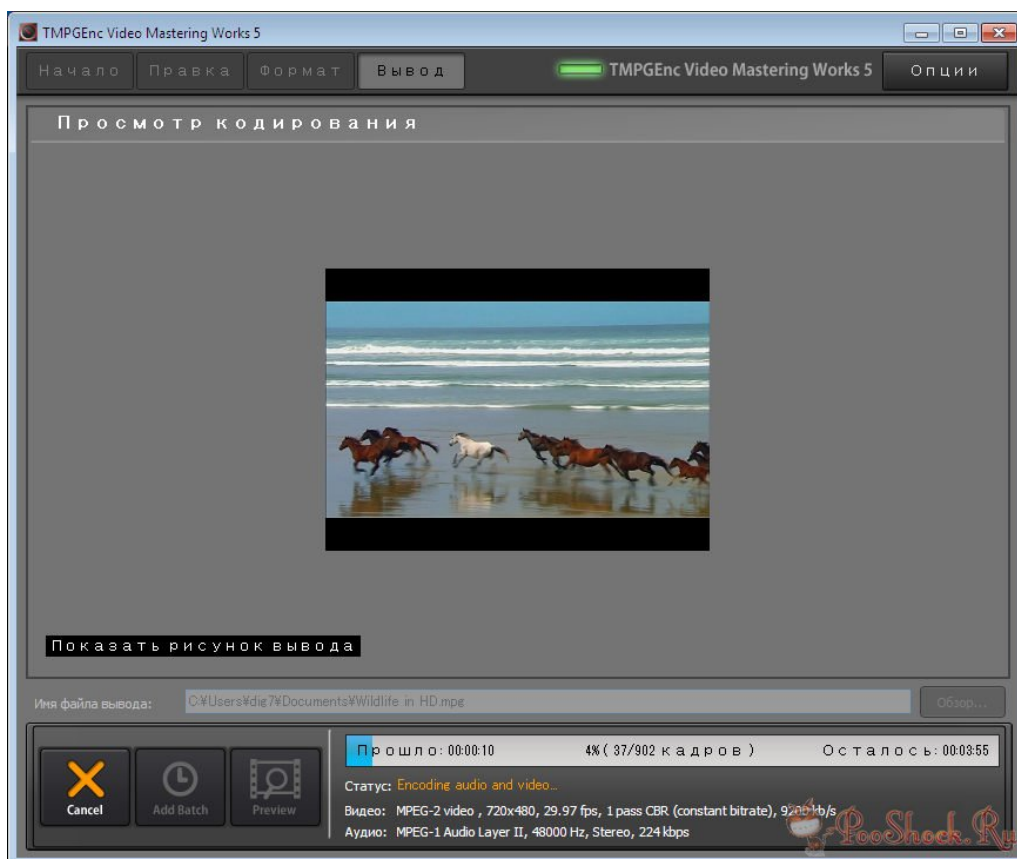 TMPGEnc Video Mastering Works 5
Начало Правка Формат Вывод TMPGEnc Video Mastering Works 5 Опции
Просмотр кодирования
Показать рисунок вывода
Имя файла вывода: C:¥Users¥dig7¥Documents¥Wildlife in HD.mpg Обзор...
Прошло: 00:00:10 4% ( 37/902 кадров ) Осталось: 00:03:55
Статус: Encoding audio and video...
Cancel Add Batch Preview
Видео: MPEG-2 video , 720x480, 29.97 fps, 1 pass CBR (constant bitrate), 9200 kb/s
Аудио: MPEG-1 Audio Layer II, 48000 Hz, Stereo, 224 kbps
PooShock.Ru